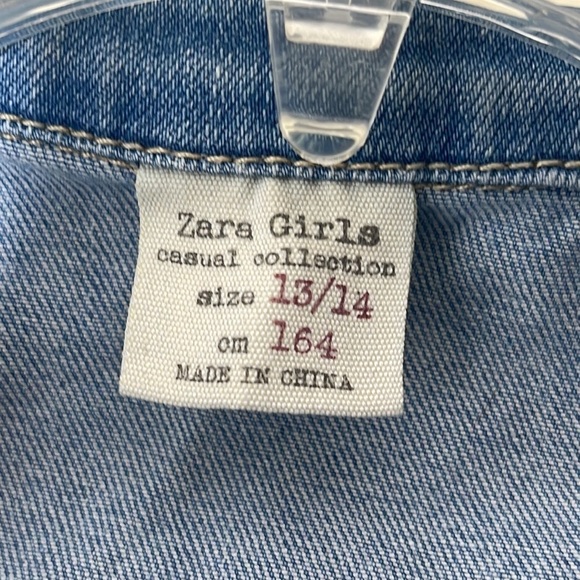 Zara Girls
casual collection
size 13/14
cm 164
MADE IN CHINA